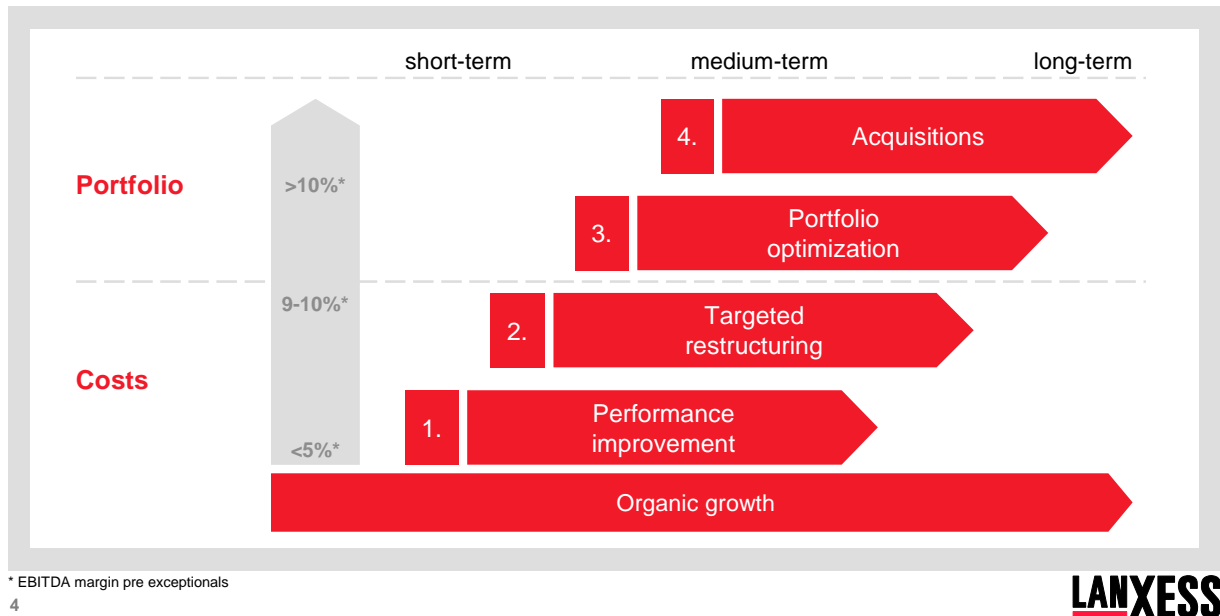 short-term medium-term long-term
4. Acquisitions
Portfolio >10%*
3. Portfolio
optimization
9-10%*
2. Targeted
restructuring
Costs
1. Performance
improvement
<5%*
Organic growth
* EBITDA margin pre exceptionals
4
LANXESS